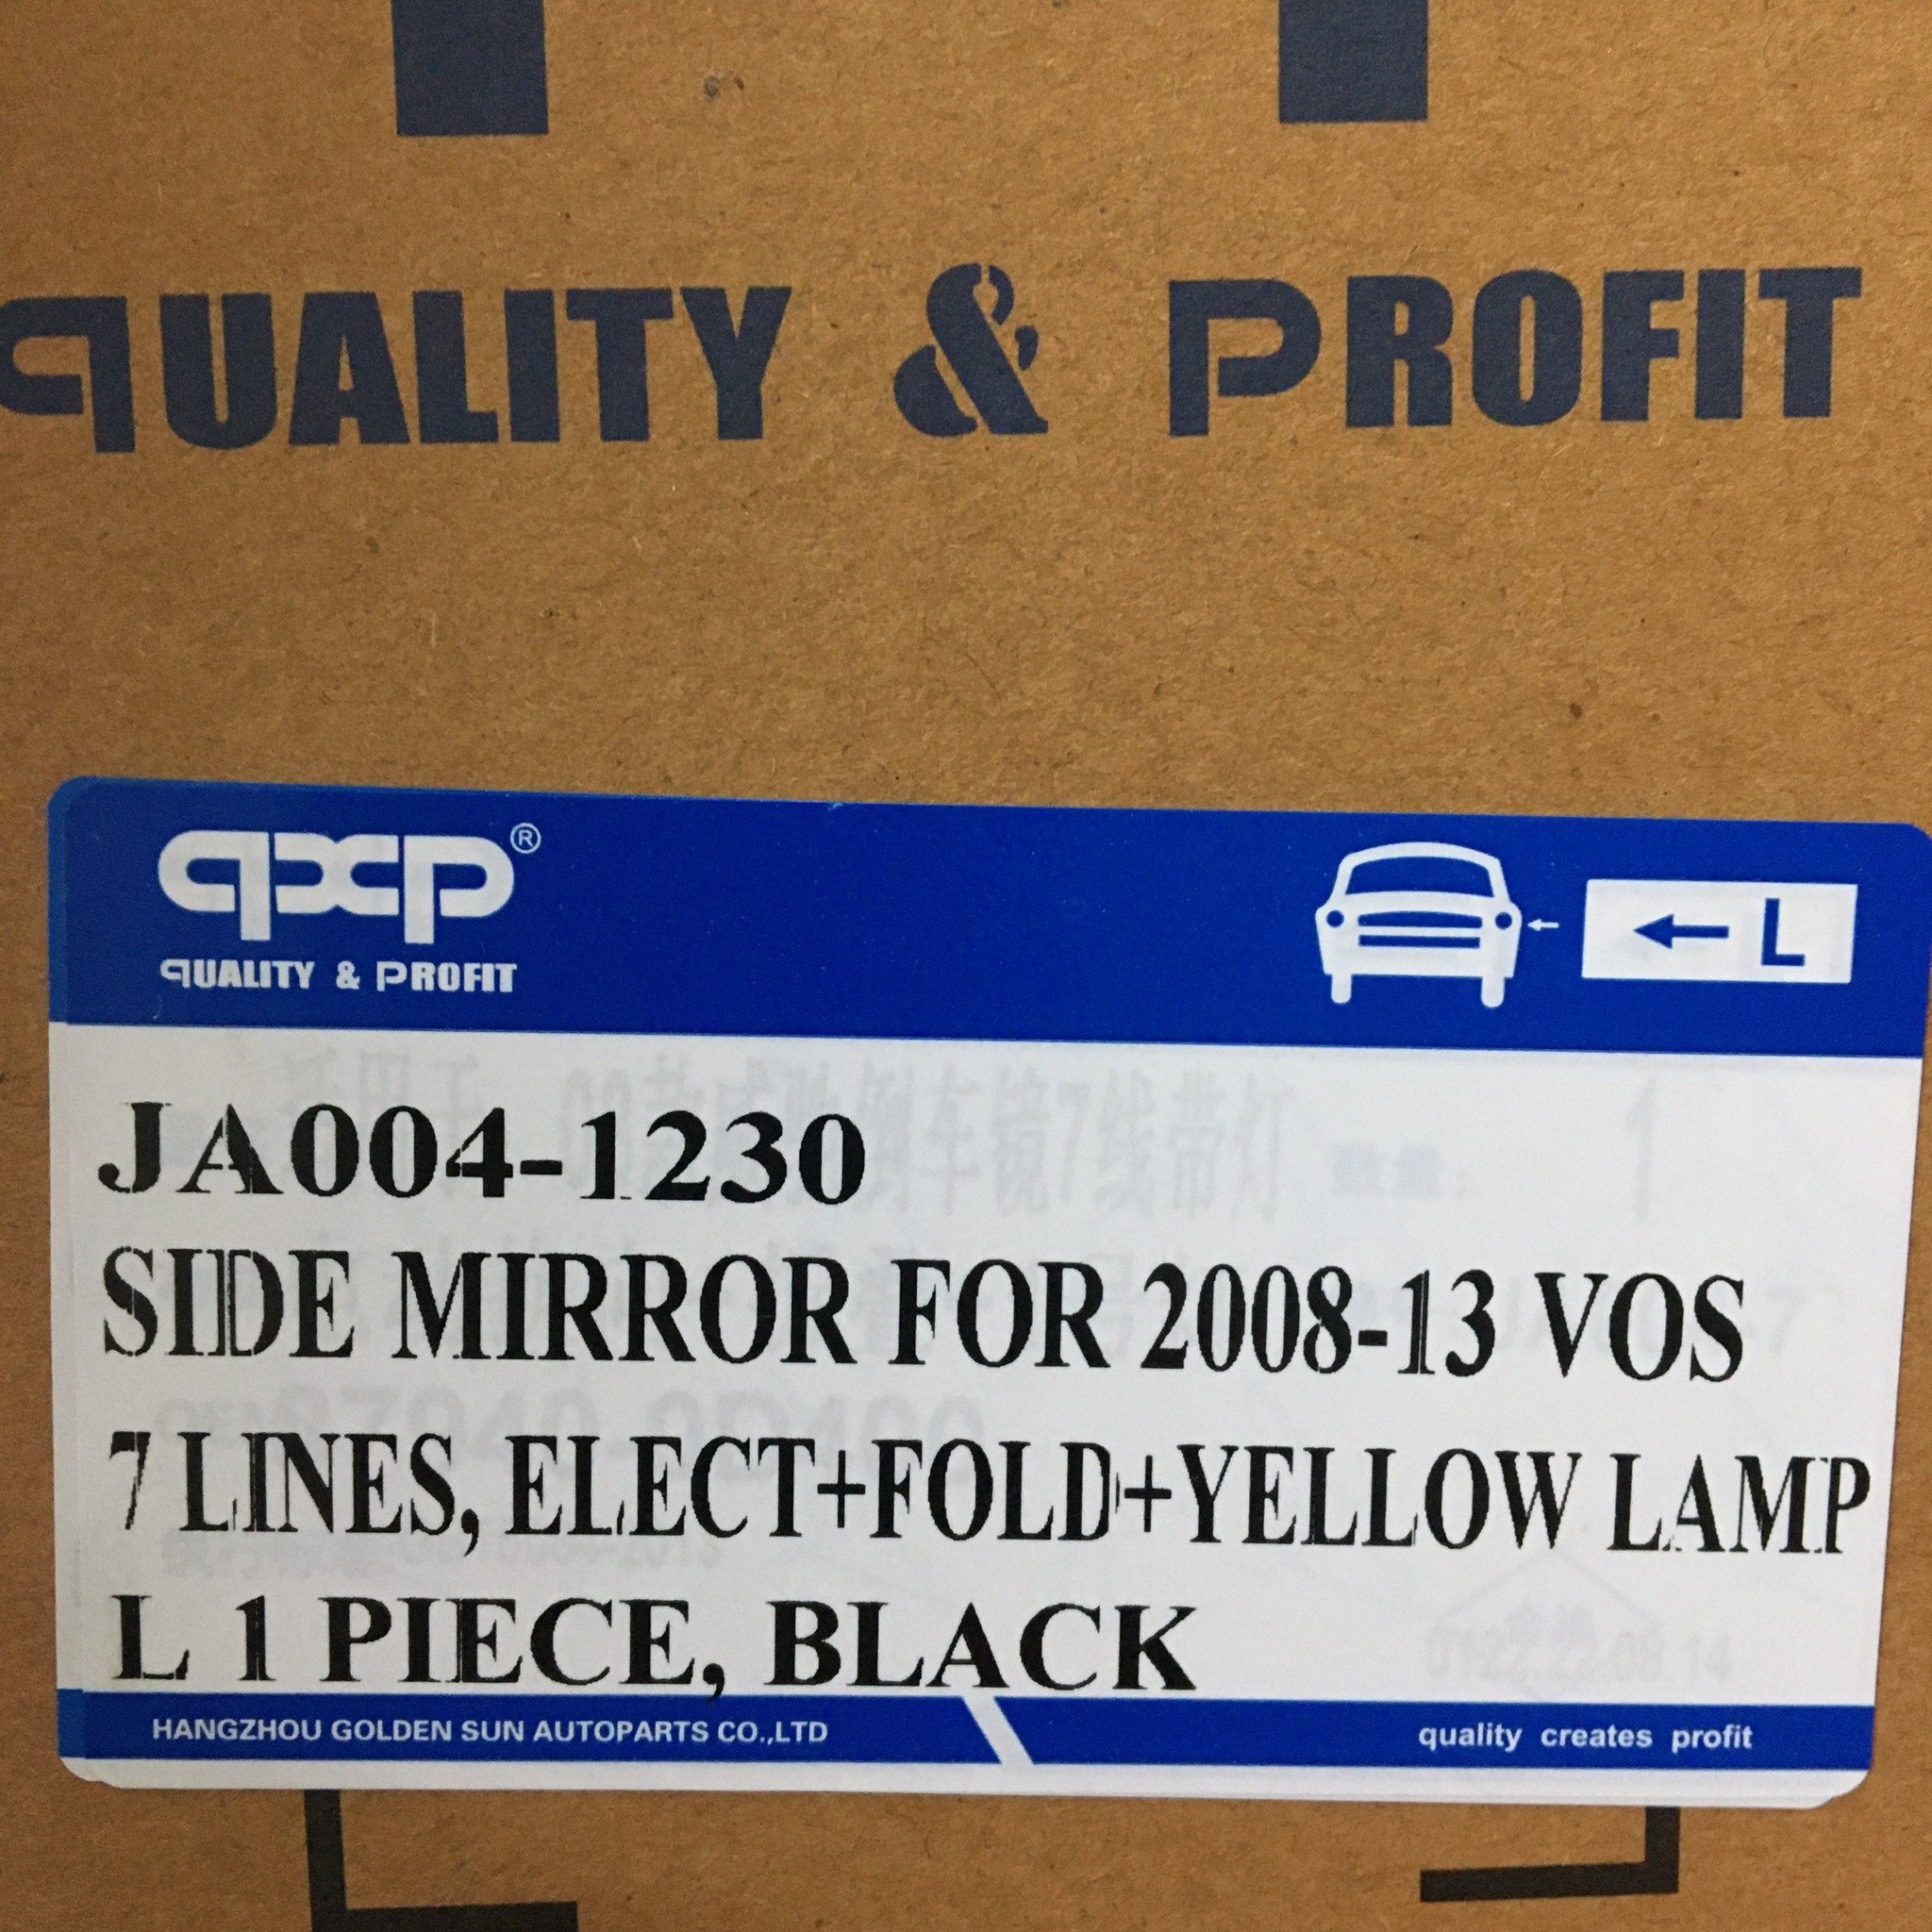 QUALITY & PROFIT
qxp®
QUALITY & PROFIT
L
JA004-1230
SIDE MIRROR FOR 2008-13 VOS
7 LINES, ELECT+FOLD+YELLOW LAMP
L 1 PIECE, BLACK
HANGZHOU GOLDEN SUN AUTOPARTS CO.,LTD
quality creates profit